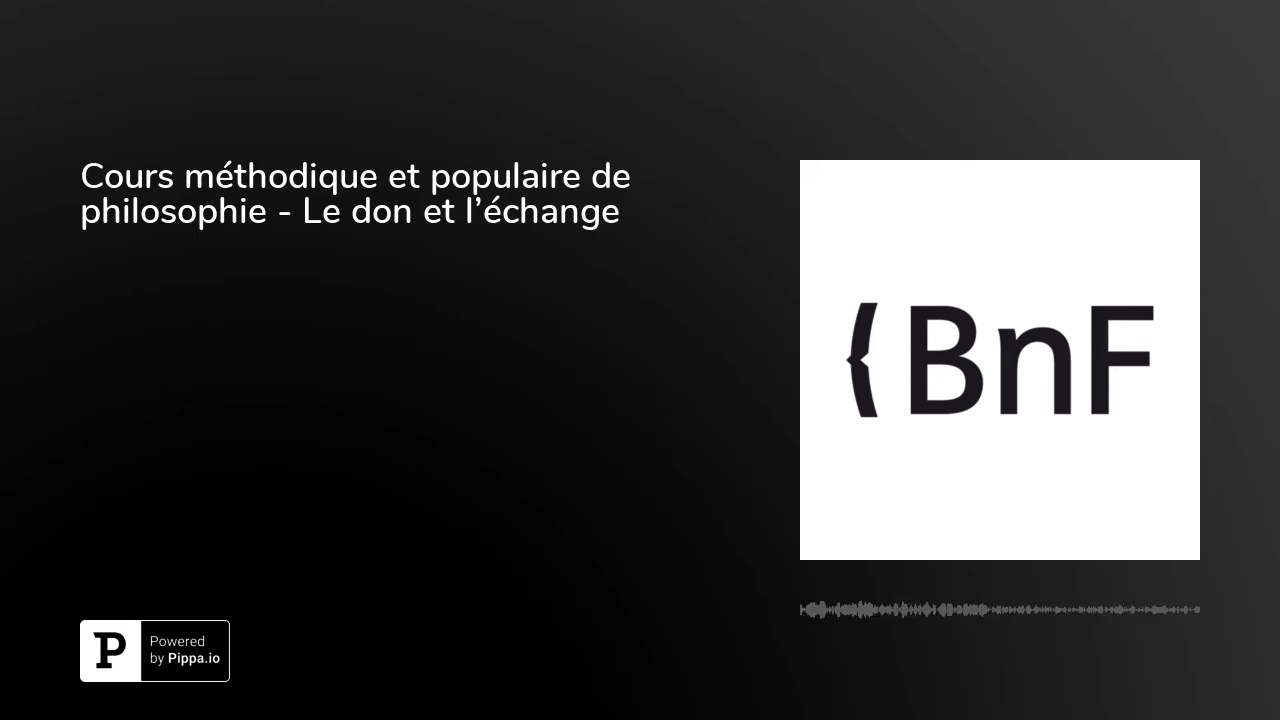 Cours méthodique et populaire de
philosophie - Le don et l’échange
{ BnF
P
Powered
by Pippa.io